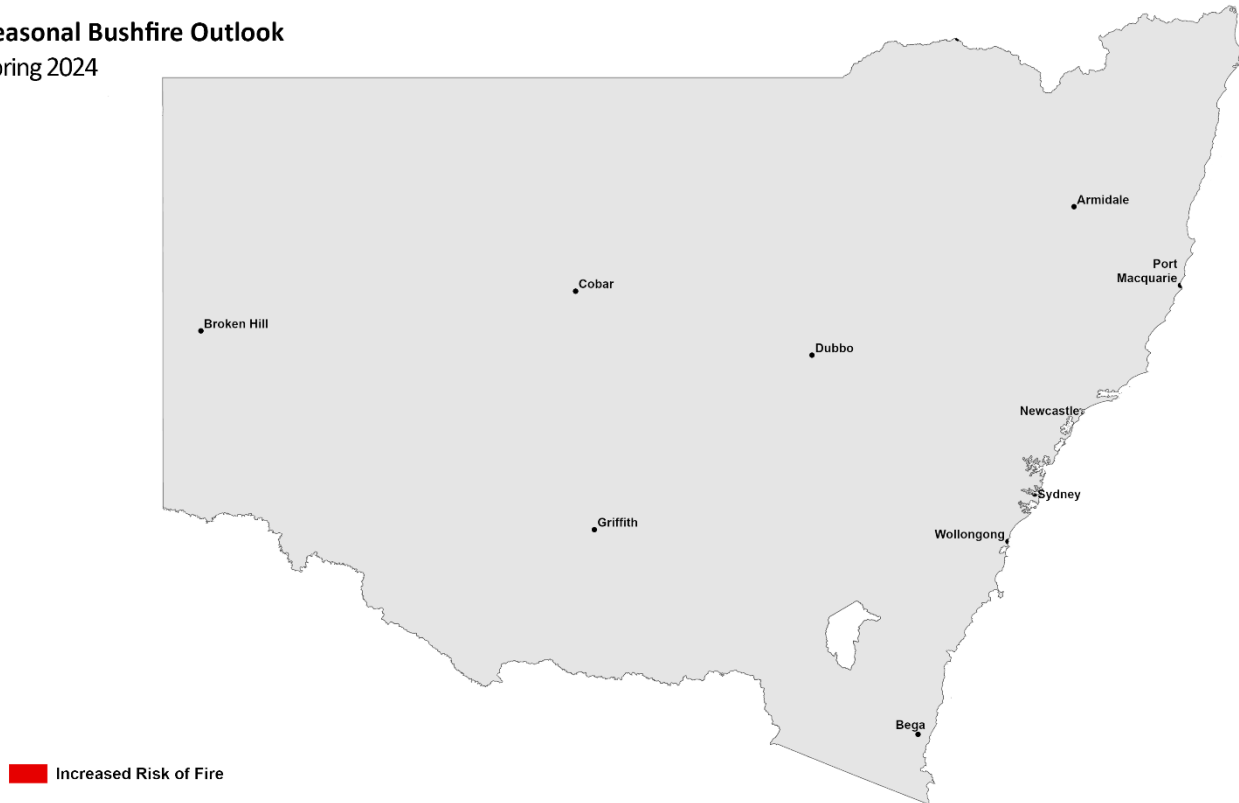 easonal Bushfire Outlook
pring 2024
Armidale
Port
Macquarie
Cobar
Broken Hill
Dubbo
Newcastle
Sydney
Griffith
Wollongong
Bega
Increased Risk of Fire